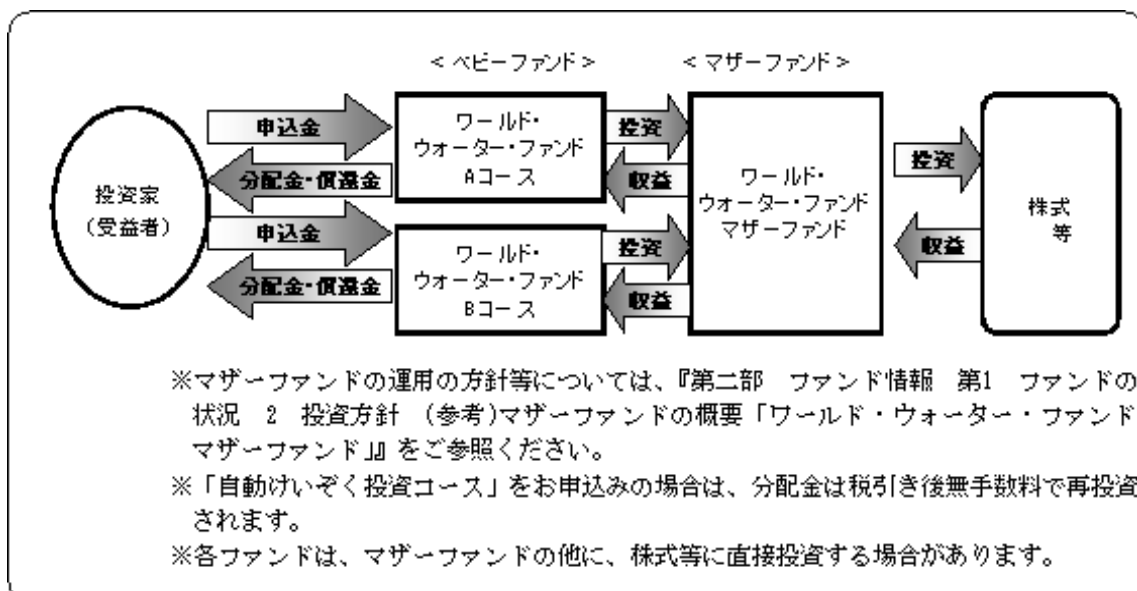 <ベビーファンド>
<マザーファンド>
投資家
(受益者)
申込金
分配金・償還金
申込金
分配金・償還金
ワールド・
ウォーター・ファンド
Aコース
ワールド・
ウォーター・ファンド
Bコース
投資
収益
投資
収益
ワールド・
ウォーター・ファンド
マザーファンド
投資
収益
株式
等
※マザーファンドの運用の方針等については、『第二部 ファンド情報 第1 ファンドの
状況 2 投資方針 (参考)マザーファンドの概要「ワールド・ウォーター・ファンド
マザーファンド」』をご参照ください。
※「自動けいぞく投資コース」をお申込みの場合は、分配金は税引き後無手数料で再投資
されます。
※各ファンドは、マザーファンドの他に、株式等に直接投資する場合があります。